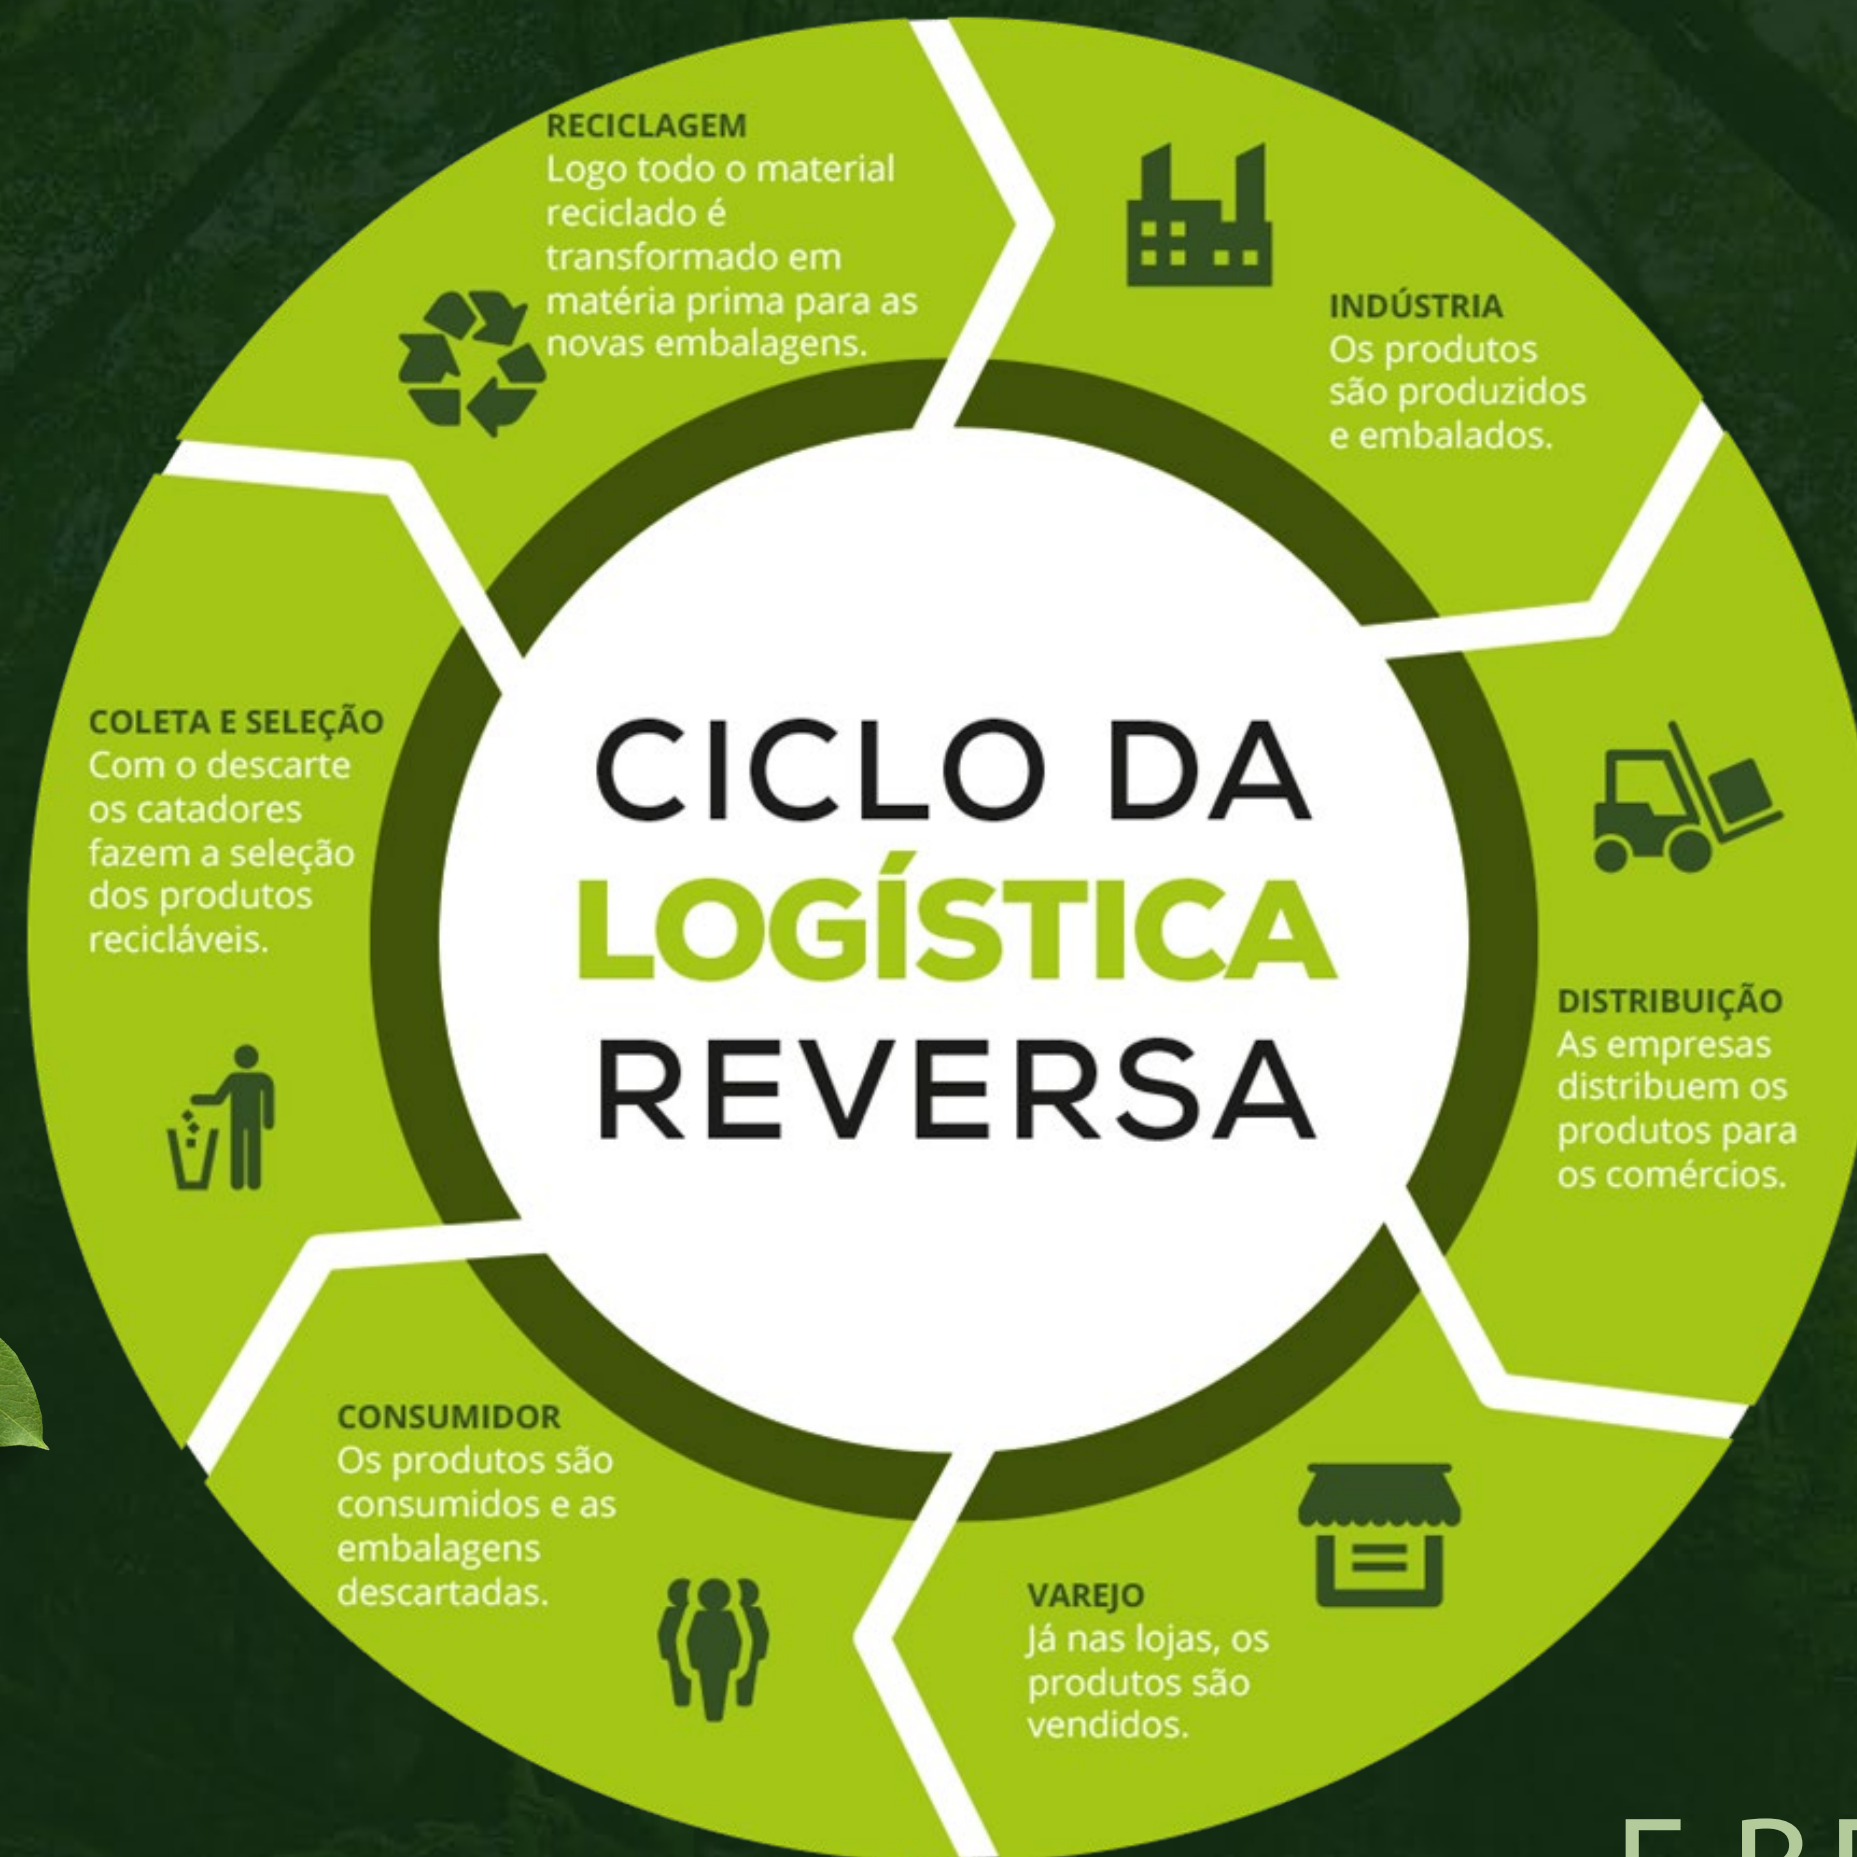 CICLO DA
LOGÍSTICA
REVERSA
INDÚSTRIA
Os produtos
são produzidos
e embalados.
DISTRIBUIÇÃO
As empresas
distribuem os
produtos para
os comércios.
VAREJO
Já nas lojas, os
produtos são
vendidos.
CONSUMIDOR
Os produtos são
consumidos e as
embalagens
descartadas.
COLETA E SELEÇÃO
Com o descarte
os catadores
fazem a seleção
dos produtos
recicláveis.
RECICLAGEM
Logo todo o material
reciclado é
transformado em
matéria prima para as
novas embalagens.